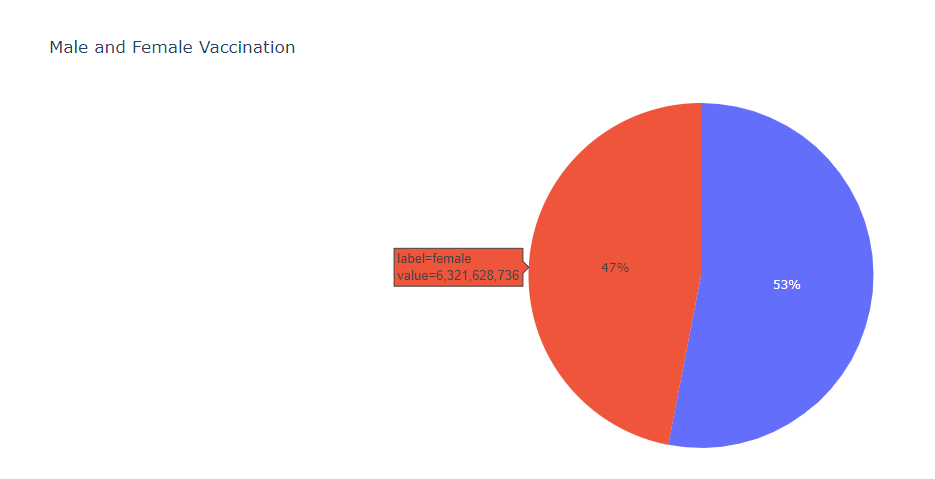 Male and Female Vaccination
label=female
value=6,321,628,736
47%
53%